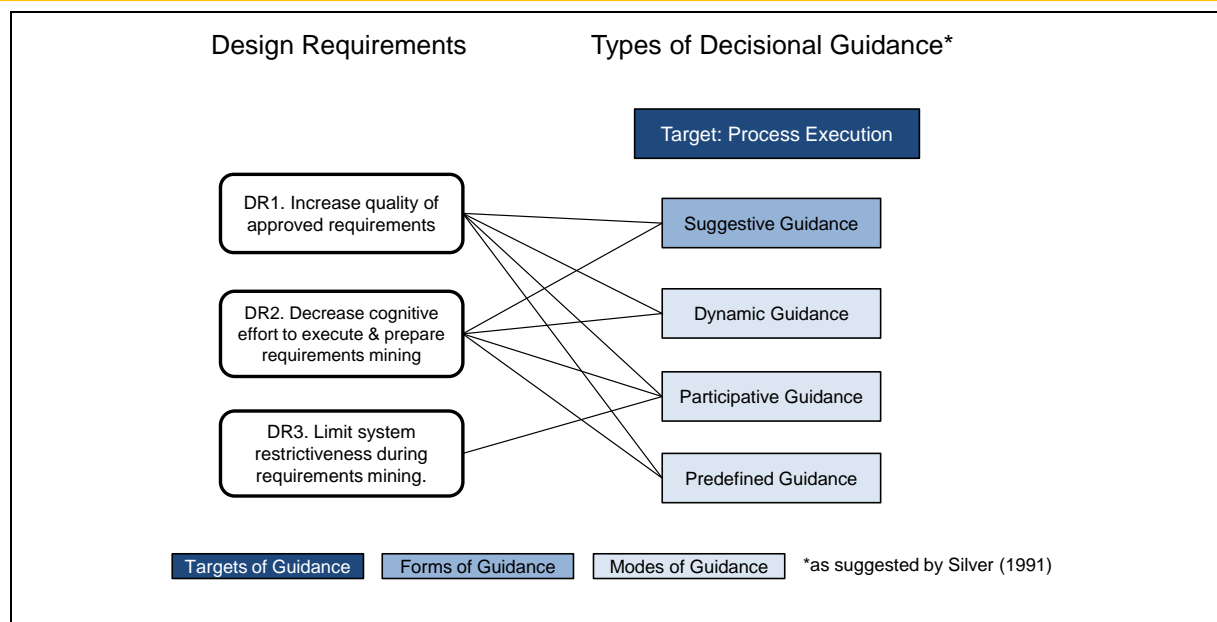 Design Requirements
Types of Decisional Guidance*
Target: Process Execution
DR1. Increase quality of
approved requirements
Suggestive Guidance
DR2. Decrease cognitive
effort to execute & prepare
requirements mining
Dynamic Guidance
Participative Guidance
DR3. Limit system
restrictiveness during
requirements mining.
Predefined Guidance
Targets of Guidance
Forms of Guidance
Modes of Guidance
*as suggested by Silver (1991)